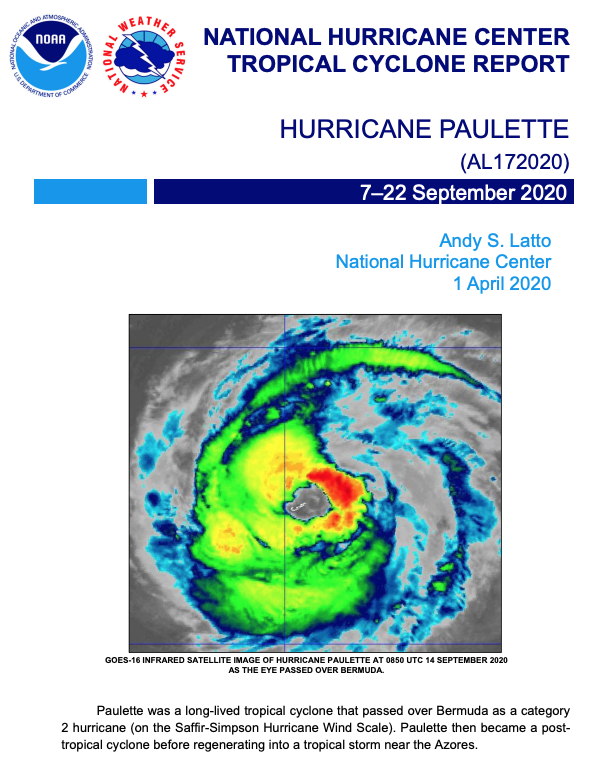 NATIONAL OCEANIC AND ATMOSPHERIC ADMINISTRATION
NOAA
U.S. DEPARTMENT OF COMMERCE
NATIONAL WEATHER SERVICE
NATIONAL HURRICANE CENTER
TROPICAL CYCLONE REPORT
HURRICANE PAULETTE
(AL172020)
7–22 September 2020
Andy S. Latto
National Hurricane Center
1 April 2020
GOES-16 INFRARED SATELLITE IMAGE OF HURRICANE PAULETTE AT 0850 UTC 14 SEPTEMBER 2020
AS THE EYE PASSED OVER BERMUDA.
Paulette was a long-lived tropical cyclone that passed over Bermuda as a category
2 hurricane (on the Saffir-Simpson Hurricane Wind Scale). Paulette then became a post-
tropical cyclone before regenerating into a tropical storm near the Azores.